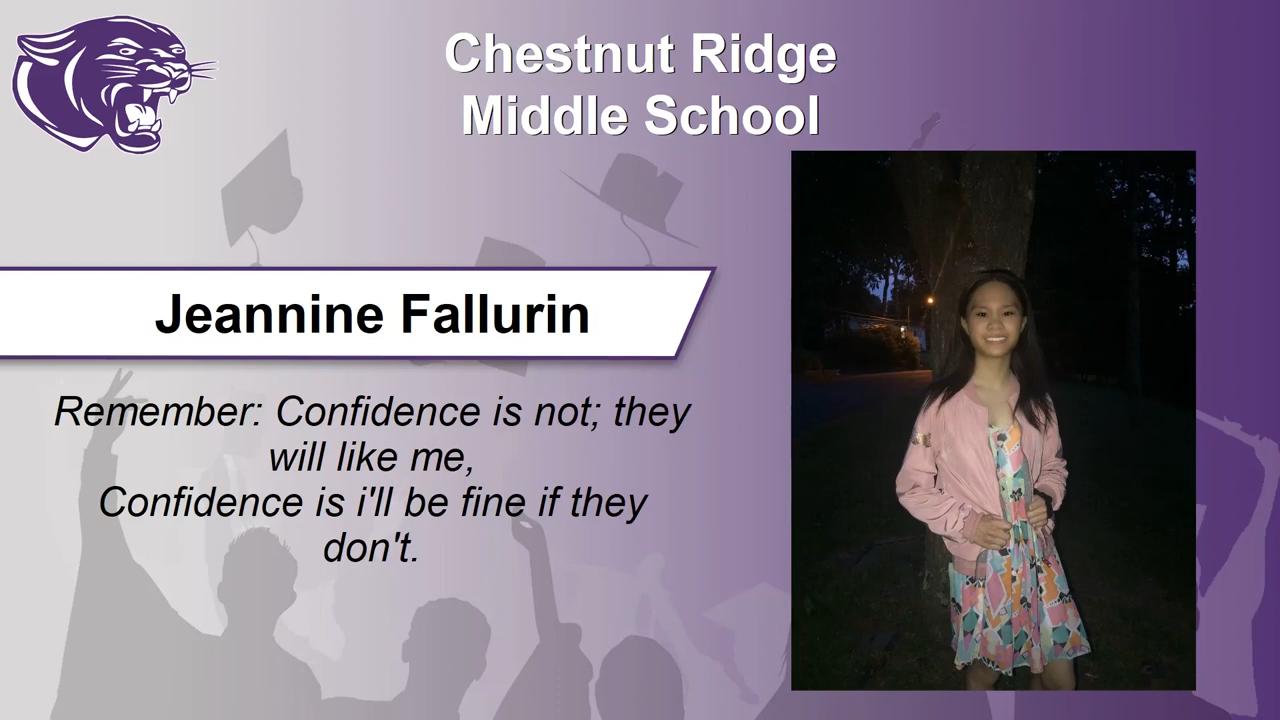 Chestnut Ridge
Middle School
Jeannine Fallurin
Remember: Confidence is not; they
will like me,
Confidence is i'll be fine if they
don't.